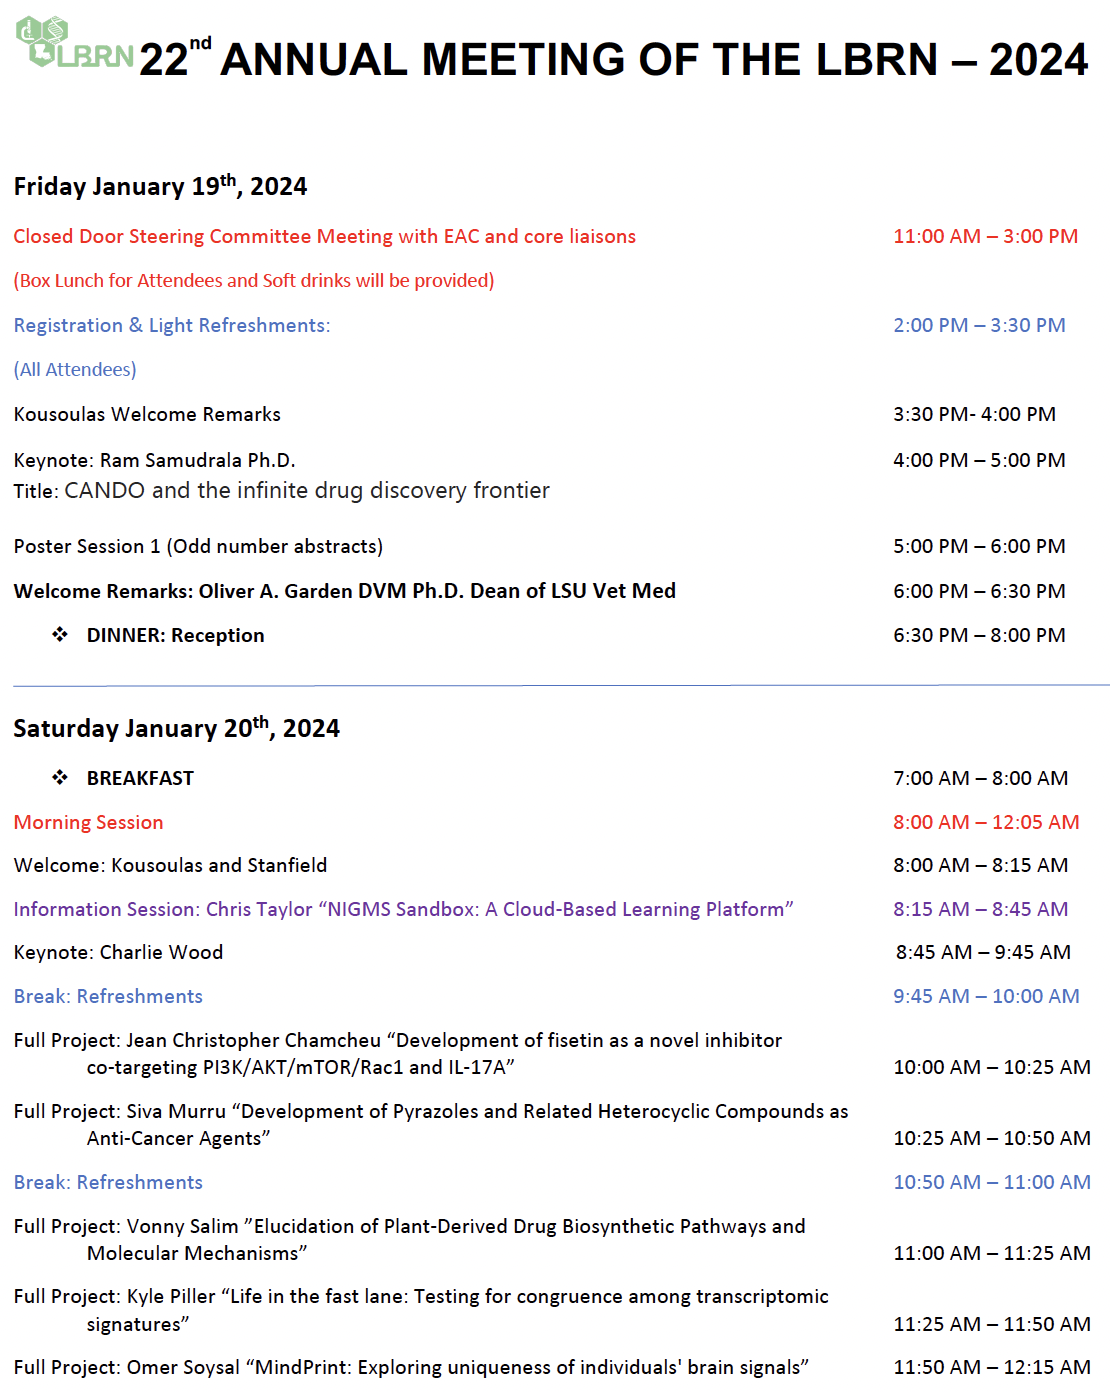 LBRN
22nd ANNUAL MEETING OF THE LBRN – 2024
Friday January 19th, 2024
Closed Door Steering Committee Meeting with EAC and core liaisons 11:00 AM – 3:00 PM
(Box Lunch for Attendees and Soft drinks will be provided)
Registration & Light Refreshments: 2:00 PM – 3:30 PM
(All Attendees)
Kousoulas Welcome Remarks 3:30 PM- 4:00 PM
Keynote: Ram Samudrala Ph.D. 4:00 PM – 5:00 PM
Title: CANDO and the infinite drug discovery frontier
Poster Session 1 (Odd number abstracts) 5:00 PM – 6:00 PM
Welcome Remarks: Oliver A. Garden DVM Ph.D. Dean of LSU Vet Med 6:00 PM – 6:30 PM
❖ DINNER: Reception 6:30 PM – 8:00 PM
Saturday January 20th, 2024
❖ BREAKFAST 7:00 AM – 8:00 AM
Morning Session 8:00 AM – 12:05 AM
Welcome: Kousoulas and Stanfield 8:00 AM – 8:15 AM
Information Session: Chris Taylor “NIGMS Sandbox: A Cloud-Based Learning Platform” 8:15 AM – 8:45 AM
Keynote: Charlie Wood 8:45 AM – 9:45 AM
Break: Refreshments 9:45 AM – 10:00 AM
Full Project: Jean Christopher Chamcheu “Development of fisetin as a novel inhibitor
co-targeting PI3K/AKT/mTOR/Rac1 and IL-17A” 10:00 AM – 10:25 AM
Full Project: Siva Murru “Development of Pyrazoles and Related Heterocyclic Compounds as
Anti-Cancer Agents” 10:25 AM – 10:50 AM
Break: Refreshments 10:50 AM – 11:00 AM
Full Project: Vonny Salim ”Elucidation of Plant-Derived Drug Biosynthetic Pathways and
Molecular Mechanisms” 11:00 AM – 11:25 AM
Full Project: Kyle Piller “Life in the fast lane: Testing for congruence among transcriptomic
signatures” 11:25 AM – 11:50 AM
Full Project: Omer Soysal “MindPrint: Exploring uniqueness of individuals' brain signals” 11:50 AM – 12:15 AM